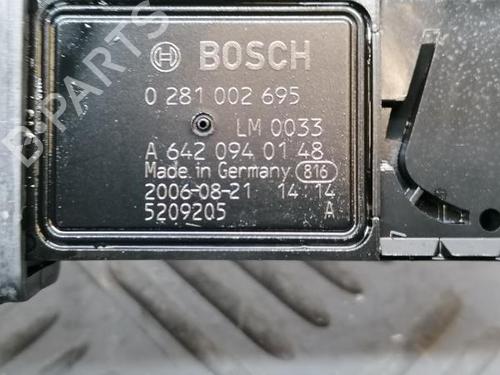 BOSCH
0 281 002 695
LM 0033
A 642 094 01 48
Made in Germany 816
2006-08-21 14 14
5209205 A
B PARTS